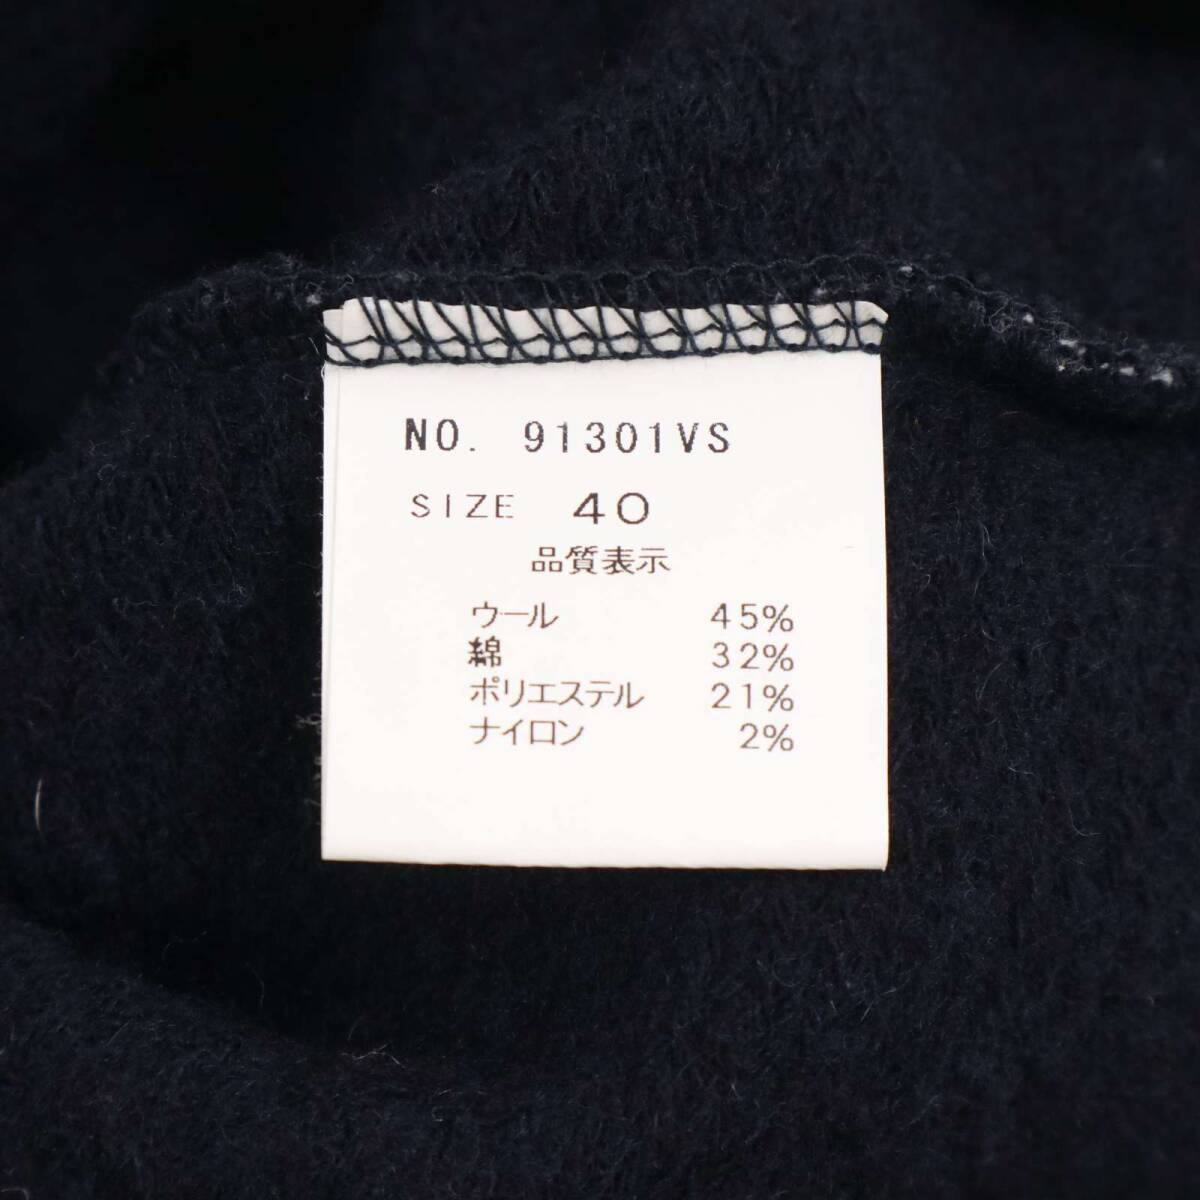 NO. 91301VS
SIZE 40
品質表示
ウール 45%
綿 32%
ポリエステル 21%
ナイロン 2%